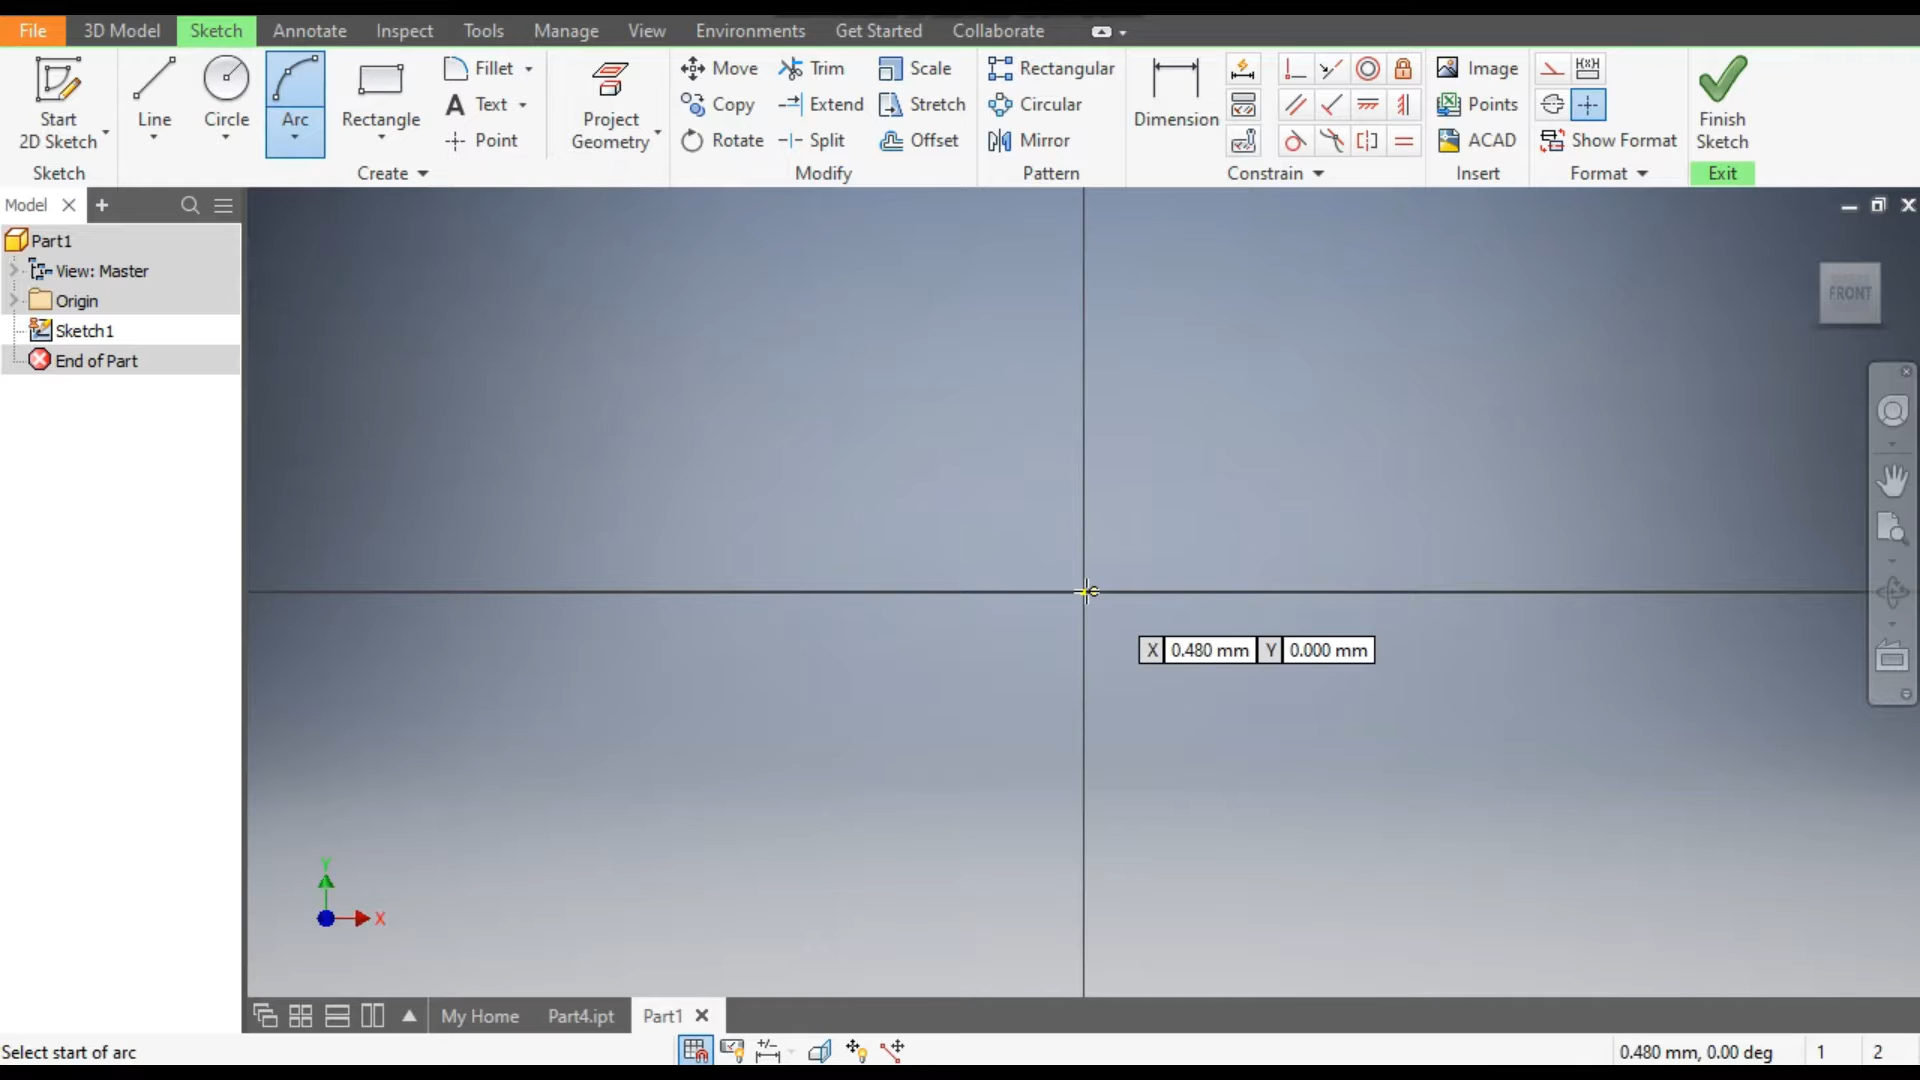 File 3D Model Sketch Annotate Inspect Tools Manage View Environments Get Started Collaborate
Start
2D Sketch
Line
Circle
Arc
Rectangle
Fillet
Text
Point
Project
Geometry
Move Trim Scale
Copy Extend Stretch
Rotate Split Offset
Rectangular
Circular
Mirror
Dimension
Image
Points
ACAD
Show Format
Finish
Sketch
Sketch Create Modify Pattern Constrain Insert Format Exit
Model
Part1
View: Master
Origin
Sketch1
End of Part
FRONT
X 0.480 mm Y 0.000 mm
Y
X
My Home Part4.ipt Part1
Select start of arc
0.480 mm, 0.00 deg 1 2